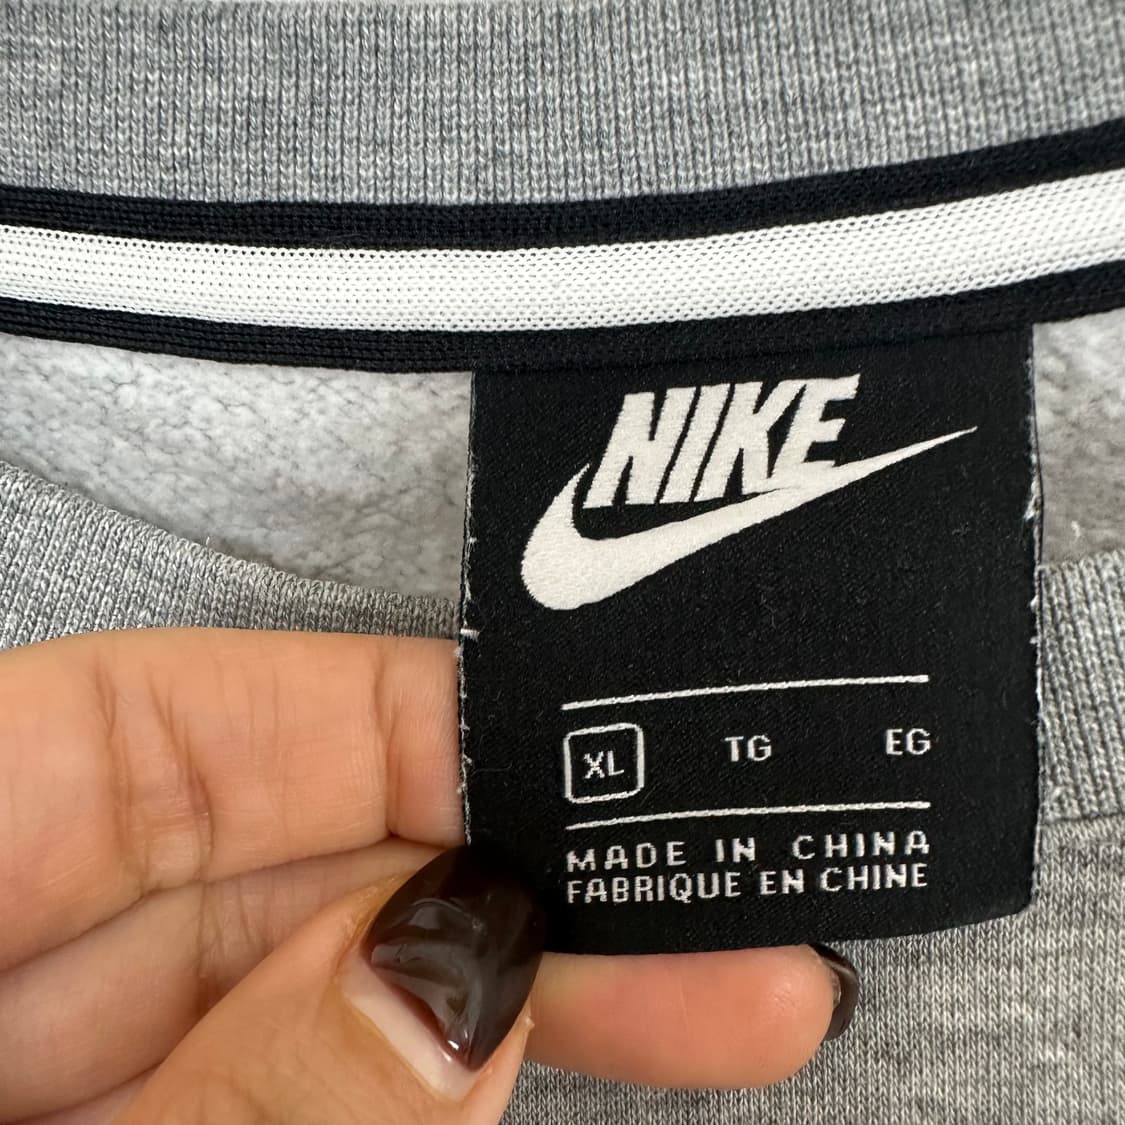 NIKE
XL TG EG
MADE IN CHINA
FABRIQUE EN CHINE